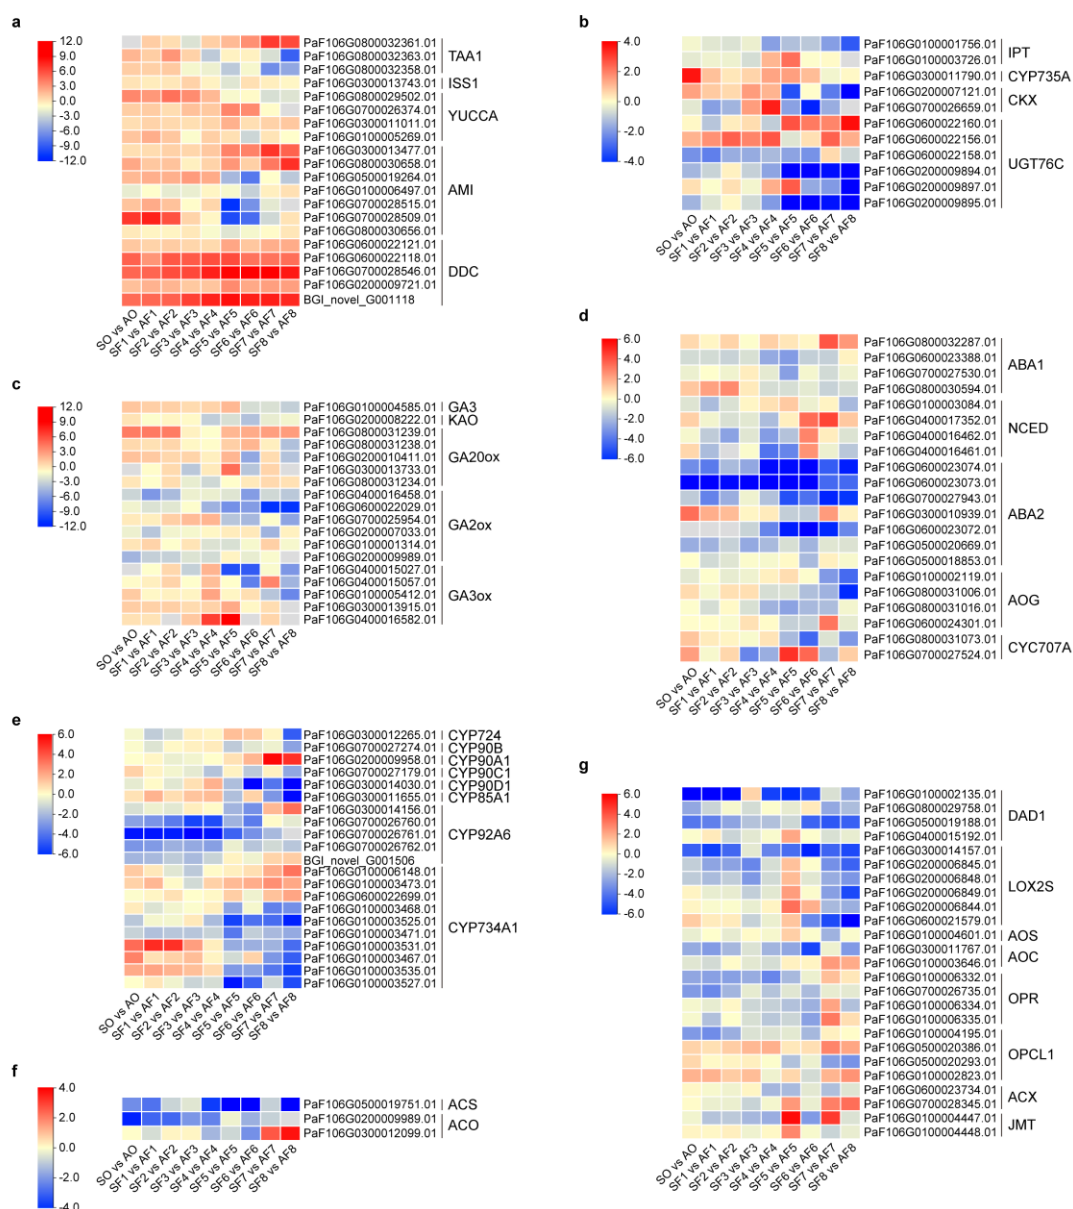 a
12.0
9.0
6.0
3.0
0.0
-3.0
-6.0
-9.0
-12.0
PaF106G0800032361.01
PaF106G0800032363.01
PaF106G0800032358.01
PaF106G0300013743.01
PaF106G0800029502.01
PaF106G0700026374.01
PaF106G0300011011.01
PaF106G0100005269.01
PaF106G0300013477.01
PaF106G0800030658.01
PaF106G0500019264.01
PaF106G0100006497.01
PaF106G0700028515.01
PaF106G0700028509.01
PaF106G0800030656.01
PaF106G0600022121.01
PaF106G0600022118.01
PaF106G0700028546.01
PaF106G0200009721.01
BGI_novel_G001118
TAA1
ISS1
YUCCA
AMI
DDC
SO vs AO
SF1 vs AF1
SF2 vs AF2
SF3 vs AF3
SF4 vs AF4
SF5 vs AF5
SF6 vs AF6
SF7 vs AF7
SF8 vs AF8
b
4.0
2.0
0.0
-2.0
-4.0
PaF106G0100001756.01
PaF106G0100003726.01
PaF106G0300011790.01
PaF106G0200007121.01
PaF106G0700026659.01
PaF106G0600022160.01
PaF106G0600022156.01
PaF106G0600022158.01
PaF106G0200009894.01
PaF106G0200009897.01
PaF106G0200009895.01
IPT
CYP735A
CKX
UGT76C
SO vs AO
SF1 vs AF1
SF2 vs AF2
SF3 vs AF3
SF4 vs AF4
SF5 vs AF5
SF6 vs AF6
SF7 vs AF7
SF8 vs AF8
c
12.0
9.0
6.0
3.0
0.0
-3.0
-6.0
-9.0
-12.0
PaF106G0100004585.01
PaF106G0200008222.01
PaF106G0800031239.01
PaF106G0800031238.01
PaF106G0200010411.01
PaF106G0300013733.01
PaF106G0800031234.01
PaF106G0400016458.01
PaF106G0600022029.01
PaF106G0700025954.01
PaF106G0200007033.01
PaF106G0100001314.01
PaF106G0200009989.01
PaF106G0400015027.01
PaF106G0400015057.01
PaF106G0100005412.01
PaF106G0300013915.01
PaF106G0400016582.01
GA3
KAO
GA20ox
GA2ox
GA3ox
SO vs AO
SF1 vs AF1
SF2 vs AF2
SF3 vs AF3
SF4 vs AF4
SF5 vs AF5
SF6 vs AF6
SF7 vs AF7
SF8 vs AF8
d
6.0
4.0
2.0
0.0
-2.0
-4.0
-6.0
PaF106G0800032287.01
PaF106G0600023388.01
PaF106G0700027530.01
PaF106G0800030594.01
PaF106G0100003084.01
PaF106G0400017352.01
PaF106G0400016462.01
PaF106G0400016461.01
PaF106G0600023074.01
PaF106G0600023073.01
PaF106G0700027943.01
PaF106G0300010939.01
PaF106G0600023072.01
PaF106G0500020669.01
PaF106G0500018853.01
PaF106G0100002119.01
PaF106G0800031006.01
PaF106G0800031016.01
PaF106G0600024301.01
PaF106G0800031073.01
PaF106G0700027524.01
ABA1
NCED
ABA2
AOG
CYC707A
SO vs AO
SF1 vs AF1
SF2 vs AF2
SF3 vs AF3
SF4 vs AF4
SF5 vs AF5
SF6 vs AF6
SF7 vs AF7
SF8 vs AF8
e
6.0
4.0
2.0
0.0
-2.0
-4.0
-6.0
PaF106G0300012265.01
PaF106G0700027274.01
PaF106G0200009958.01
PaF106G0700027179.01
PaF106G0300014030.01
PaF106G0300011655.01
PaF106G0300014156.01
PaF106G0700026760.01
PaF106G0700026761.01
PaF106G0700026762.01
BGI_novel_G001506
PaF106G0100006148.01
PaF106G0100003473.01
PaF106G0600022699.01
PaF106G0100003468.01
PaF106G0100003525.01
PaF106G0100003471.01
PaF106G0100003531.01
PaF106G0100003467.01
PaF106G0100003535.01
PaF106G0100003527.01
CYP724
CYP90B
CYP90A1
CYP90C1
CYP90D1
CYP85A1
CYP92A6
CYP734A1
SO vs AO
SF1 vs AF1
SF2 vs AF2
SF3 vs AF3
SF4 vs AF4
SF5 vs AF5
SF6 vs AF6
SF7 vs AF7
SF8 vs AF8
f
4.0
2.0
0.0
-2.0
-4.0
PaF106G0500019751.01
PaF106G0200009989.01
PaF106G0300012099.01
ACS
ACO
SO vs AO
SF1 vs AF1
SF2 vs AF2
SF3 vs AF3
SF4 vs AF4
SF5 vs AF5
SF6 vs AF6
SF7 vs AF7
SF8 vs AF8
g
6.0
4.0
2.0
0.0
-2.0
-4.0
-6.0
PaF106G0100002135.01
PaF106G0800029758.01
PaF106G0500019188.01
PaF106G0400015192.01
PaF106G0300014157.01
PaF106G0200006845.01
PaF106G0200006848.01
PaF106G0200006849.01
PaF106G0200006844.01
PaF106G0600021579.01
PaF106G0100004601.01
PaF106G0300011767.01
PaF106G0100003646.01
PaF106G0100006332.01
PaF106G0700026735.01
PaF106G0100006334.01
PaF106G0100006335.01
PaF106G0100004195.01
PaF106G0500020386.01
PaF106G0500020293.01
PaF106G0100002823.01
PaF106G0600023734.01
PaF106G0700028345.01
PaF106G0100004447.01
PaF106G0100004448.01
DAD1
LOX2S
AOS
AOC
OPR
OPCL1
ACX
JMT
SO vs AO
SF1 vs AF1
SF2 vs AF2
SF3 vs AF3
SF4 vs AF4
SF5 vs AF5
SF6 vs AF6
SF7 vs AF7
SF8 vs AF8